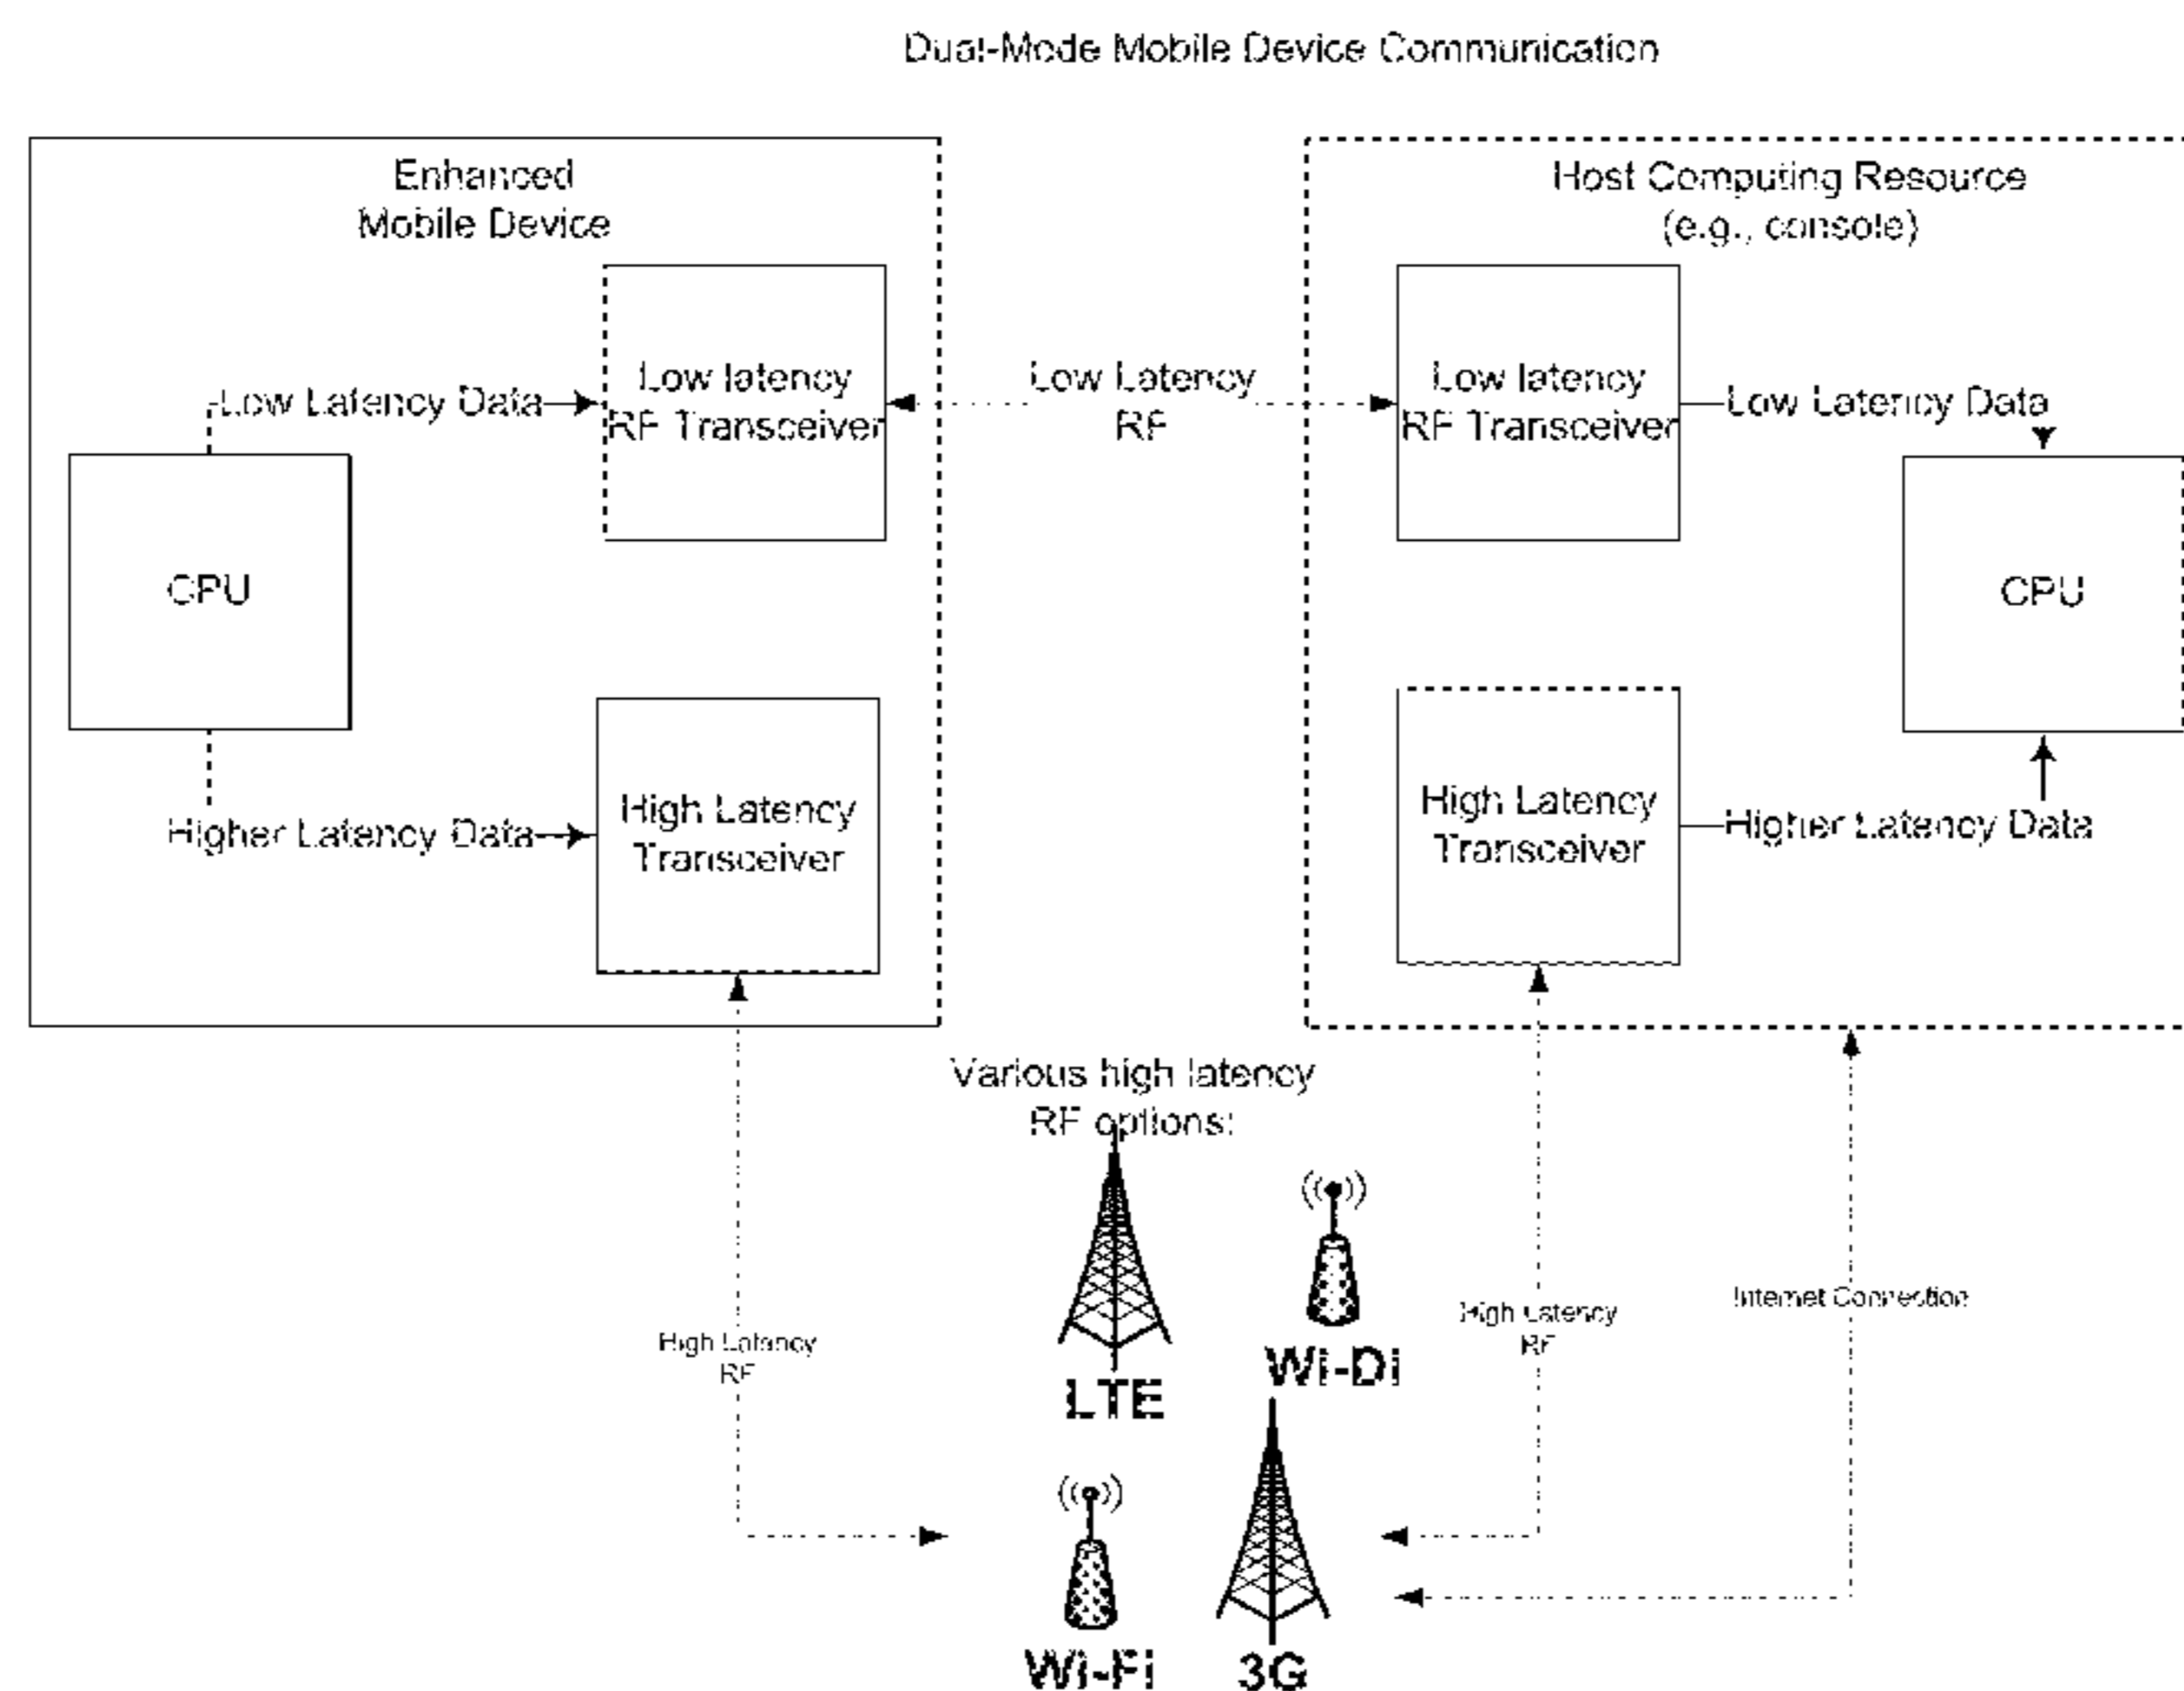 Dual-Mode Mobile Device Communication
Enhanced
Mobile Device
Low Latency Data
Low latency
RF Transceiver
CPU
Higher Latency Data
High Latency
Transceiver
Low Latency
RF
Host Computing Resource
(e.g., console)
Low latency
RF Transceiver
Low Latency Data
CPU
High Latency
Transceiver
Higher Latency Data
Various high latency
RF options:
LTE
Wi-Di
Wi-Fi
3G
High Latency
RF
High Latency
RF
Internet Connection